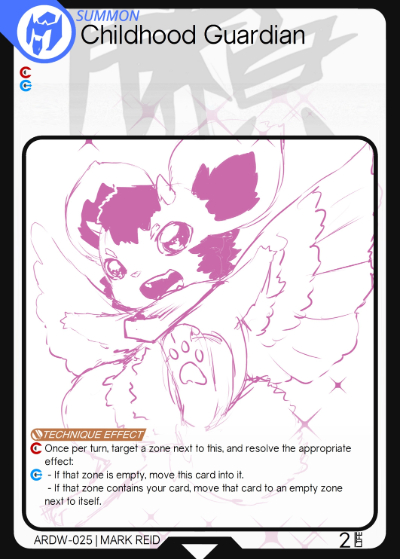 SUMMON
Childhood Guardian
C
C
TECHNIQUE EFFECT
C Once per turn, target a zone next to this, and resolve the appropriate
effect:
C - If that zone is empty, move this card into it.
- If that zone contains your card, move that card to an empty zone
next to itself.
ARDW-025 | MARK REID
2 LIFE